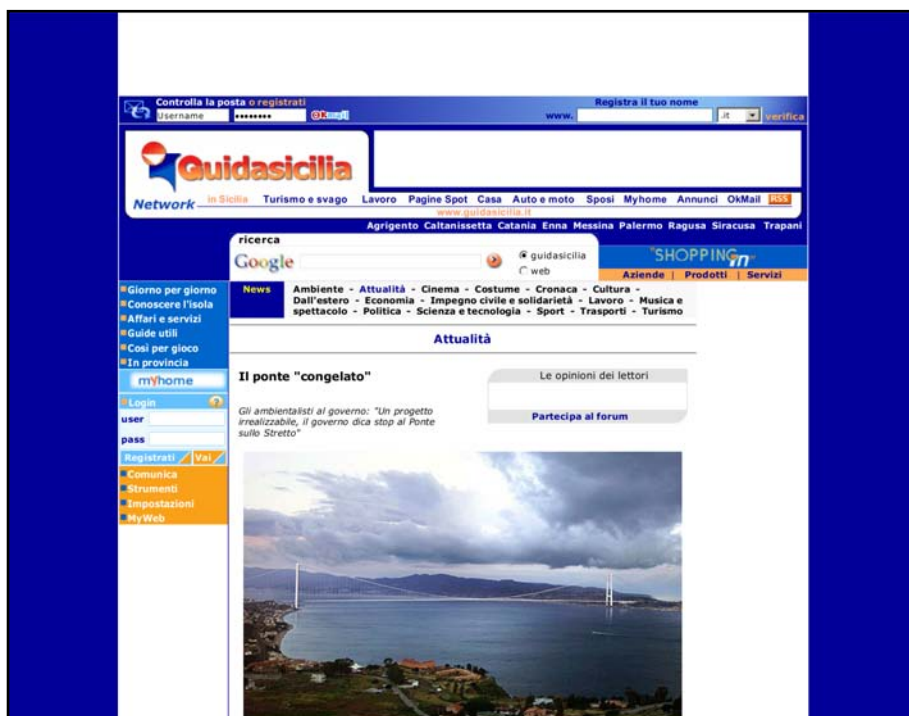 Controlla la posta o registrati
Registra il tuo nome
Username
OKmail
www.
.it
verifica
Guidasicilia
Network
in Sicilia Turismo e svago Lavoro Pagine Spot Casa Auto e moto Sposi Myhome Annunci OkMail RSS
www.guidasicilia.it
Agrigento Caltanissetta Catania Enna Messina Palermo Ragusa Siracusa Trapani
ricerca
Google
guidasicilia
web
SHOPPINGin
Aziende | Prodotti | Servizi
Giorno per giorno
Conoscere l'isola
Affari e servizi
Guide utili
Così per gioco
In provincia
myhome
Login ?
user
pass
Registrati Vai
Comunica
Strumenti
Impostazioni
MyWeb
News
Ambiente - Attualità - Cinema - Costume - Cronaca - Cultura -
Dall'estero - Economia - Impegno civile e solidarietà - Lavoro - Musica e
spettacolo - Politica - Scienza e tecnologia - Sport - Trasporti - Turismo
Attualità
Il ponte "congelato"
Gli ambientalisti al governo: "Un progetto
irrealizzabile, il governo dica stop al Ponte
sullo Stretto"
Le opinioni dei lettori
Partecipa al forum